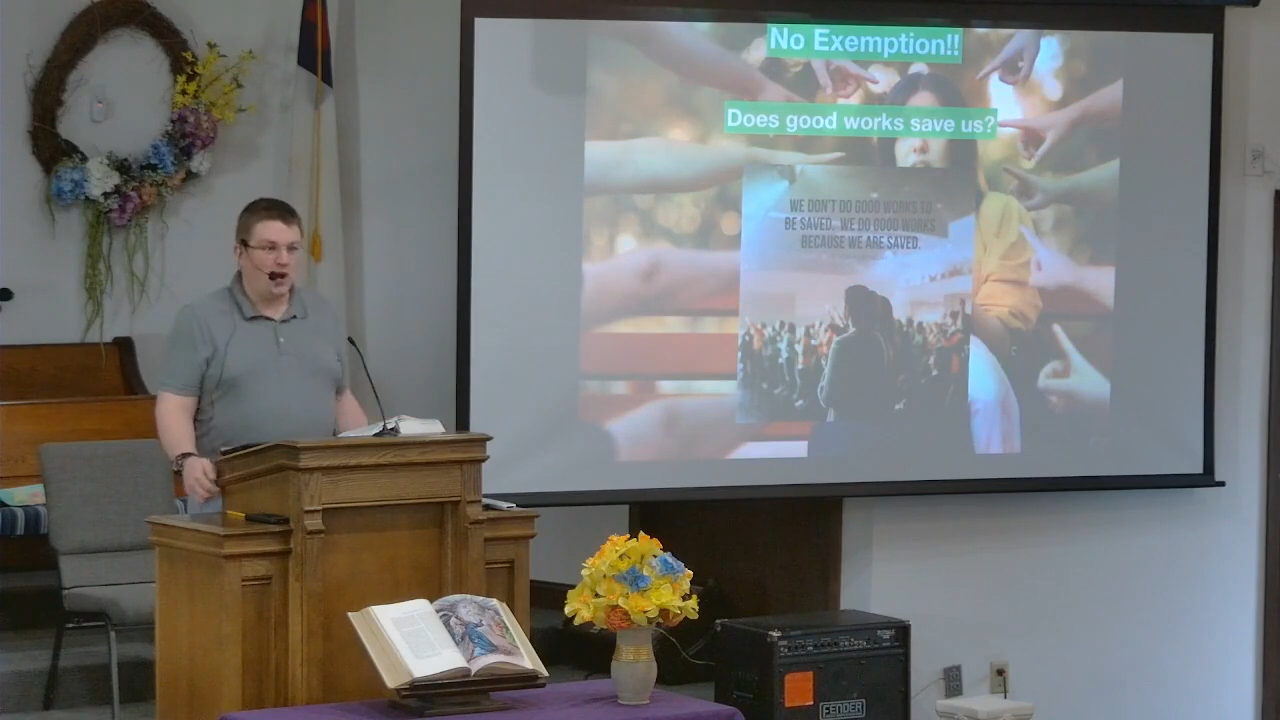 No Exemption!!
Does good works save us?
WE DON'T DO GOOD WORKS TO
BE SAVED. WE DO GOOD WORKS
BECAUSE WE ARE SAVED.
FENDER